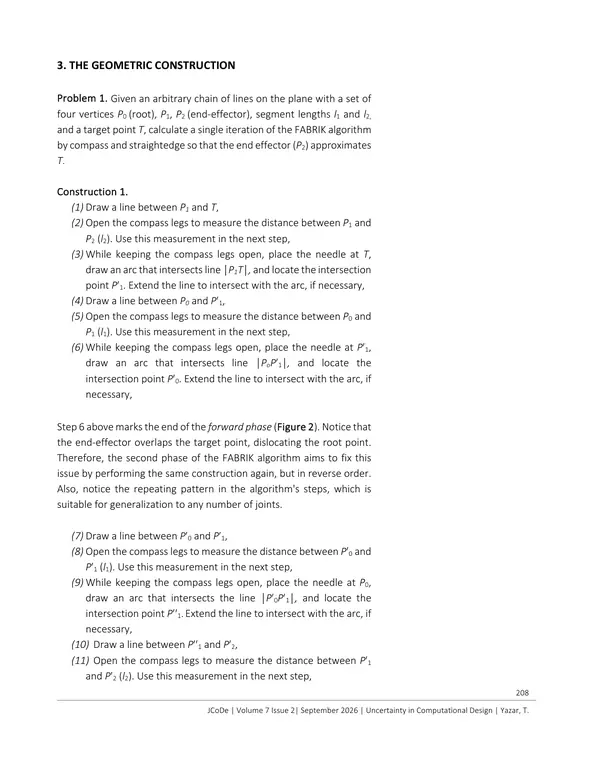 3. THE GEOMETRIC CONSTRUCTION
Problem 1. Given an arbitrary chain of lines on the plane with a set of
four vertices P₀ (root), P₁, P₂ (end-effector), segment lengths l₁ and l₂,
and a target point T, calculate a single iteration of the FABRIK algorithm
by compass and straightedge so that the end effector (P₂) approximates
T.
Construction 1.
(1) Draw a line between P₁ and T,
(2) Open the compass legs to measure the distance between P₁ and
P₂ (l₂). Use this measurement in the next step,
(3) While keeping the compass legs open, place the needle at T,
draw an arc that intersects line |P₁T|, and locate the intersection
point P'₁. Extend the line to intersect with the arc, if necessary,
(4) Draw a line between P₀ and P'₁,
(5) Open the compass legs to measure the distance between P₀ and
P₁ (l₁). Use this measurement in the next step,
(6) While keeping the compass legs open, place the needle at P'₁,
draw an arc that intersects line |P₀P'₁|, and locate the
intersection point P'₀. Extend the line to intersect with the arc, if
necessary,
Step 6 above marks the end of the forward phase (Figure 2). Notice that
the end-effector overlaps the target point, dislocating the root point.
Therefore, the second phase of the FABRIK algorithm aims to fix this
issue by performing the same construction again, but in reverse order.
Also, notice the repeating pattern in the algorithm's steps, which is
suitable for generalization to any number of joints.
(7) Draw a line between P'₀ and P'₁,
(8) Open the compass legs to measure the distance between P'₀ and
P'₁ (l₁). Use this measurement in the next step,
(9) While keeping the compass legs open, place the needle at P₀,
draw an arc that intersects the line |P'₀P'₁|, and locate the
intersection point P''₁. Extend the line to intersect with the arc, if
necessary,
(10) Draw a line between P''₁ and P'₂,
(11) Open the compass legs to measure the distance between P'₁
and P'₂ (l₂). Use this measurement in the next step,
208
JCoDe | Volume 7 Issue 2| September 2026 | Uncertainty in Computational Design | Yazar, T.